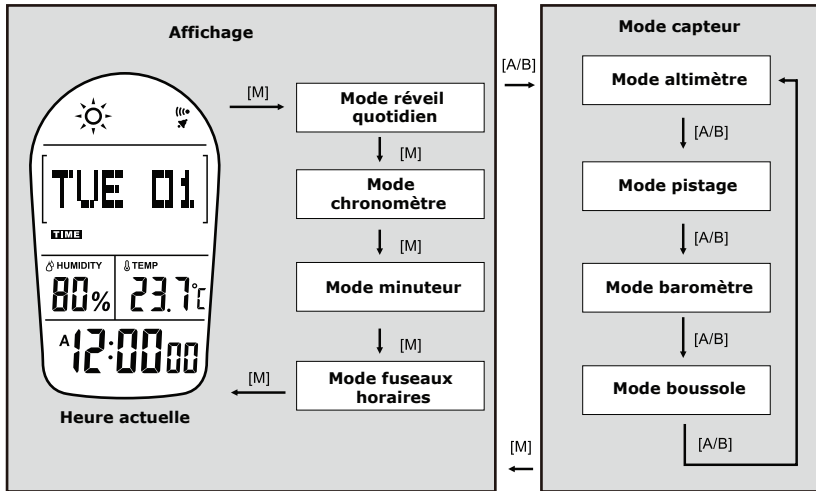 Affichage
[M]
Mode réveil
quotidien
[M]
Mode
chronomètre
[M]
Mode minuteur
[M]
Mode fuseaux
horaires
[M]
TUE 01
TIME
HUMIDITY
80%
TEMP
23.7°C
A 12:00 00
Heure actuelle
[A/B]
[M]
Mode capteur
Mode altimètre
[A/B]
Mode pistage
[A/B]
Mode baromètre
[A/B]
Mode boussole
[A/B]